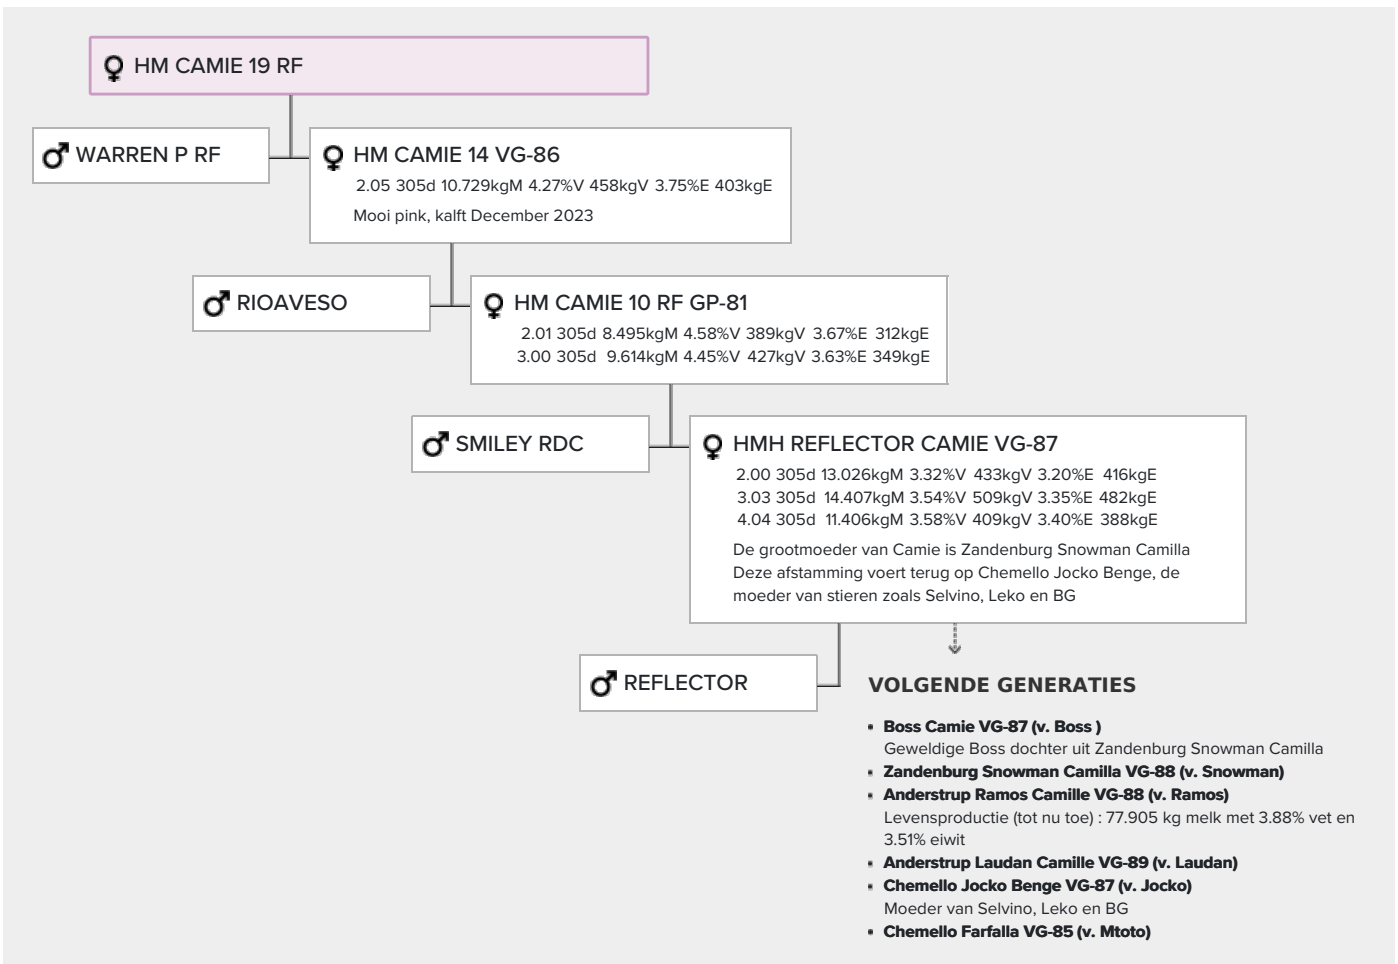 HM CAMIE 19 RF
WARREN P RF
HM CAMIE 14 VG-86
2.05 305d 10.729kgM 4.27%V 458kgV 3.75%E 403kgE
Mooi pink, kalft December 2023
RIOAVESO
HM CAMIE 10 RF GP-81
2.01 305d 8.495kgM 4.58%V 389kgV 3.67%E 312kgE
3.00 305d 9.614kgM 4.45%V 427kgV 3.63%E 349kgE
SMILEY RDC
HMH REFLECTOR CAMIE VG-87
2.00 305d 13.026kgM 3.32%V 433kgV 3.20%E 416kgE
3.03 305d 14.407kgM 3.54%V 509kgV 3.35%E 482kgE
4.04 305d 11.406kgM 3.58%V 409kgV 3.40%E 388kgE
De grootmoeder van Camie is Zandenburg Snowman Camilla
Deze afstamming voert terug op Chemello Jocko Benge, de
moeder van stieren zoals Selvino, Leko en BG
REFLECTOR
VOLGENDE GENERATIES
Boss Camie VG-87 (v. Boss )
Geweldige Boss dochter uit Zandenburg Snowman Camilla
Zandenburg Snowman Camilla VG-88 (v. Snowman)
Anderstrup Ramos Camille VG-88 (v. Ramos)
Levensproductie (tot nu toe) : 77.905 kg melk met 3.88% vet en
3.51% eiwit
Anderstrup Laudan Camille VG-89 (v. Laudan)
Chemello Jocko Benge VG-87 (v. Jocko)
Moeder van Selvino, Leko en BG
Chemello Farfalla VG-85 (v. Mtoto)